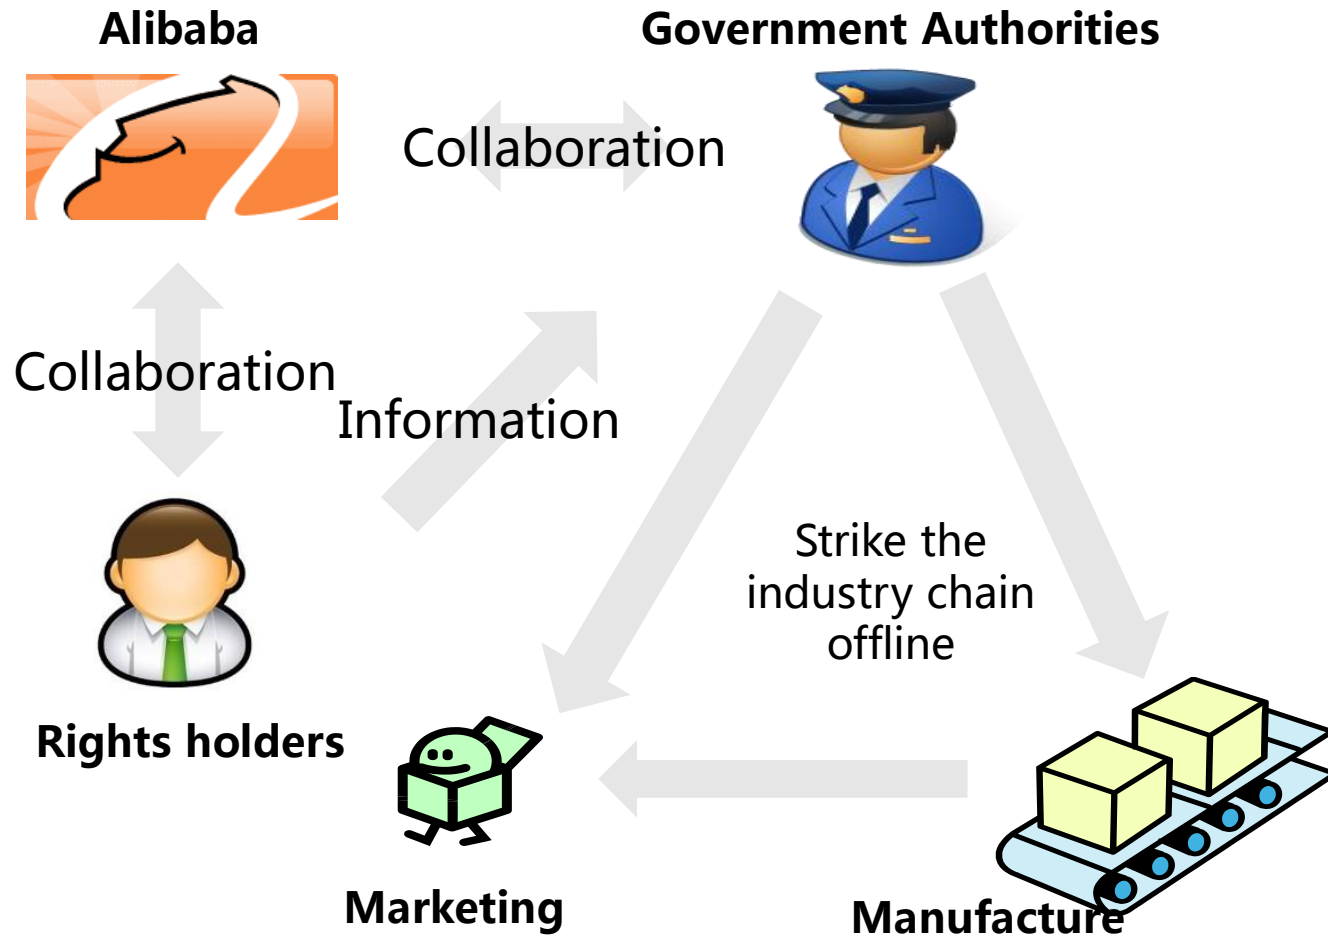 Alibaba
Government Authorities
Collaboration
Collaboration
Information
Strike the
industry chain
offline
Rights holders
Marketing
Manufacture